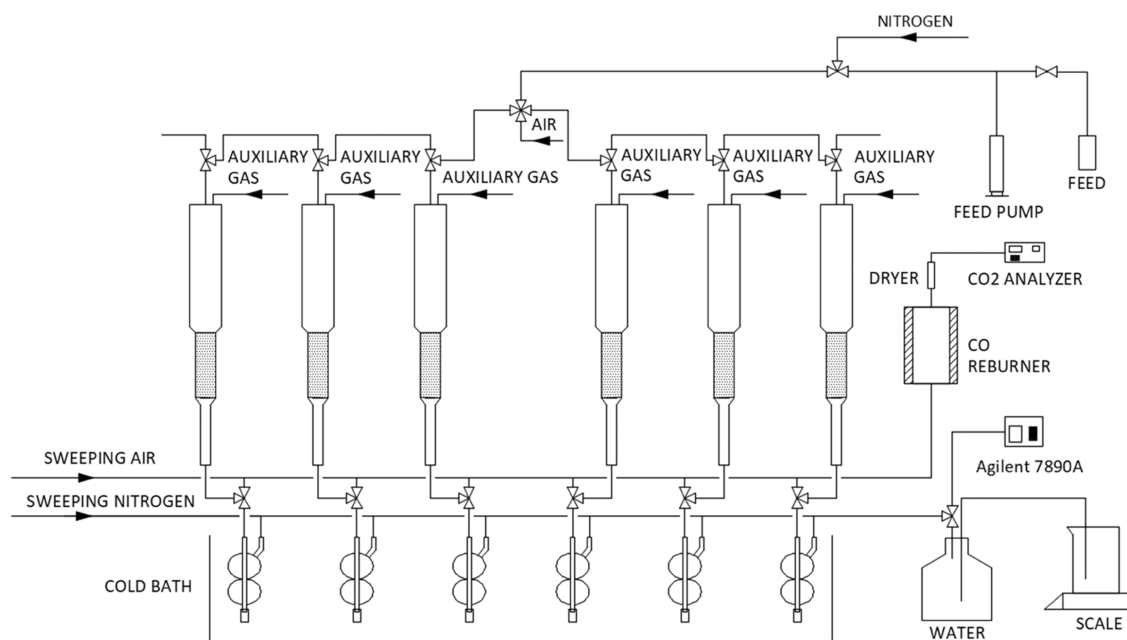 NITROGEN
AIR
AUXILIARY
GAS
AUXILIARY
GAS
AUXILIARY GAS
AUXILIARY
GAS
AUXILIARY
GAS
AUXILIARY
GAS
FEED PUMP
FEED
DRYER
CO2 ANALYZER
CO
REBURNER
SWEEPING AIR
Agilent 7890A
SWEEPING NITROGEN
COLD BATH
WATER
SCALE